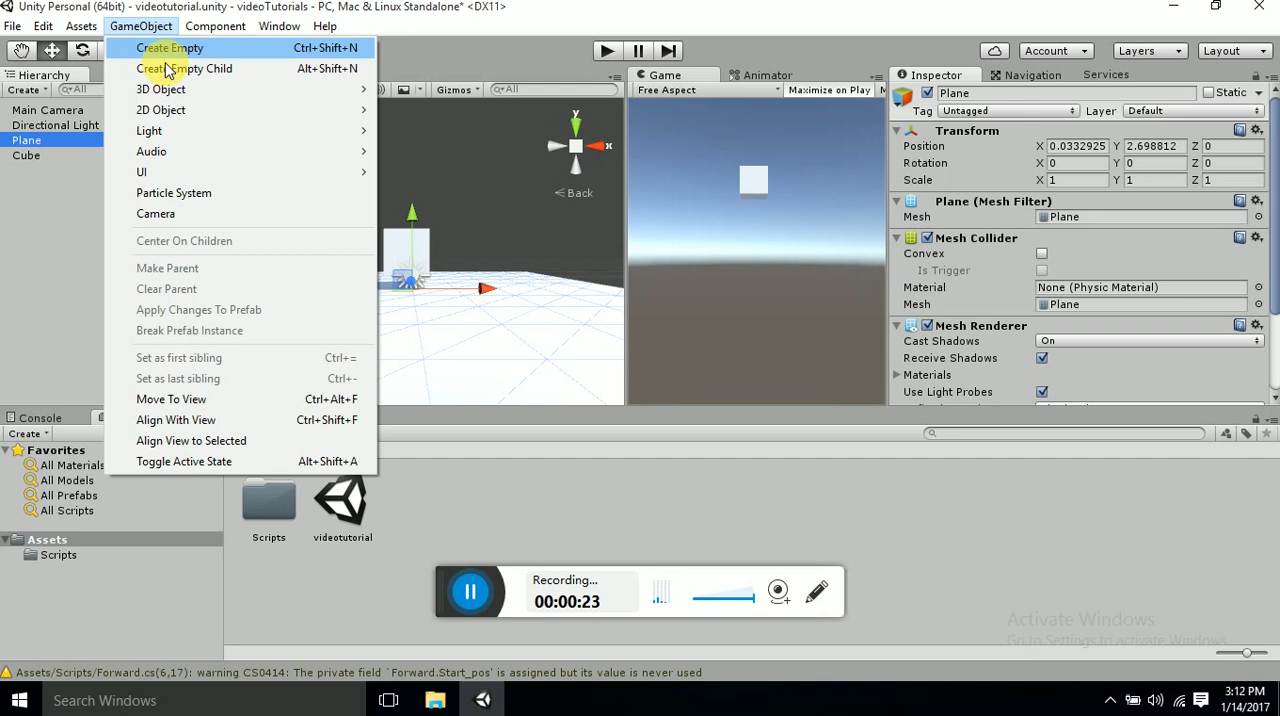 Unity Personal (64bit) - videotutorial.unity - videoTutorials - PC, Mac & Linux Standalone* <DX11>
File Edit Assets GameObject Component Window Help
Account Layers Layout
Create Empty Ctrl+Shift+N
Create Empty Child Alt+Shift+N
3D Object
2D Object
Light
Audio
UI
Particle System
Camera
Center On Children
Make Parent
Clear Parent
Apply Changes To Prefab
Break Prefab Instance
Set as first sibling Ctrl+=
Set as last sibling Ctrl+-
Move To View Ctrl+Alt+F
Align With View Ctrl+Shift+F
Align View to Selected
Toggle Active State Alt+Shift+A
Hierarchy
Create All
Main Camera
Directional Light
Plane
Cube
Gizmos All
y
x
Back
Game Animator
Free Aspect Maximize on Play
Inspector Navigation Services
Plane Static
Tag Untagged Layer Default
Transform
Position X 0.0332925 Y 2.698812 Z 0
Rotation X 0 Y 0 Z 0
Scale X 1 Y 1 Z 1
Plane (Mesh Filter)
Mesh Plane
Mesh Collider
Convex
Is Trigger
Material None (Physic Material)
Mesh Plane
Mesh Renderer
Cast Shadows On
Receive Shadows
Materials
Use Light Probes
Console
Create
Favorites
All Materials
All Models
All Prefabs
All Scripts
Assets
Scripts
Scripts videotutorial
Recording...
00:00:23
Activate Windows
Go to Settings to activate Windows.
Assets/Scripts/Forward.cs(6,17): warning CS0414: The private field `Forward.Start_pos' is assigned but its value is never used
Search Windows
3:12 PM
1/14/2017